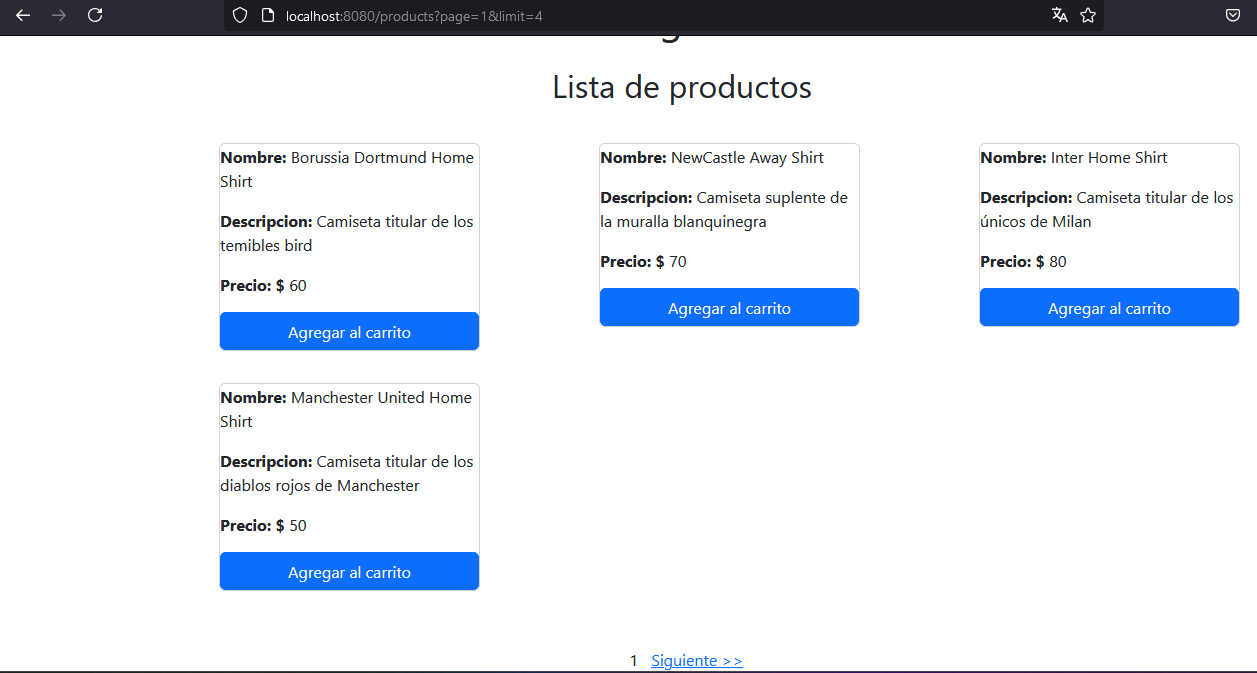 localhost:8080/products?page=1&limit=4
Lista de productos
Nombre: Borussia Dortmund Home
Shirt
Descripcion: Camiseta titular de los
temibles bird
Precio: $ 60
Agregar al carrito
Nombre: NewCastle Away Shirt
Descripcion: Camiseta suplente de
la muralla blanquinegra
Precio: $ 70
Agregar al carrito
Nombre: Inter Home Shirt
Descripcion: Camiseta titular de los
únicos de Milan
Precio: $ 80
Agregar al carrito
Nombre: Manchester United Home
Shirt
Descripcion: Camiseta titular de los
diablos rojos de Manchester
Precio: $ 50
Agregar al carrito
1 Siguiente >>